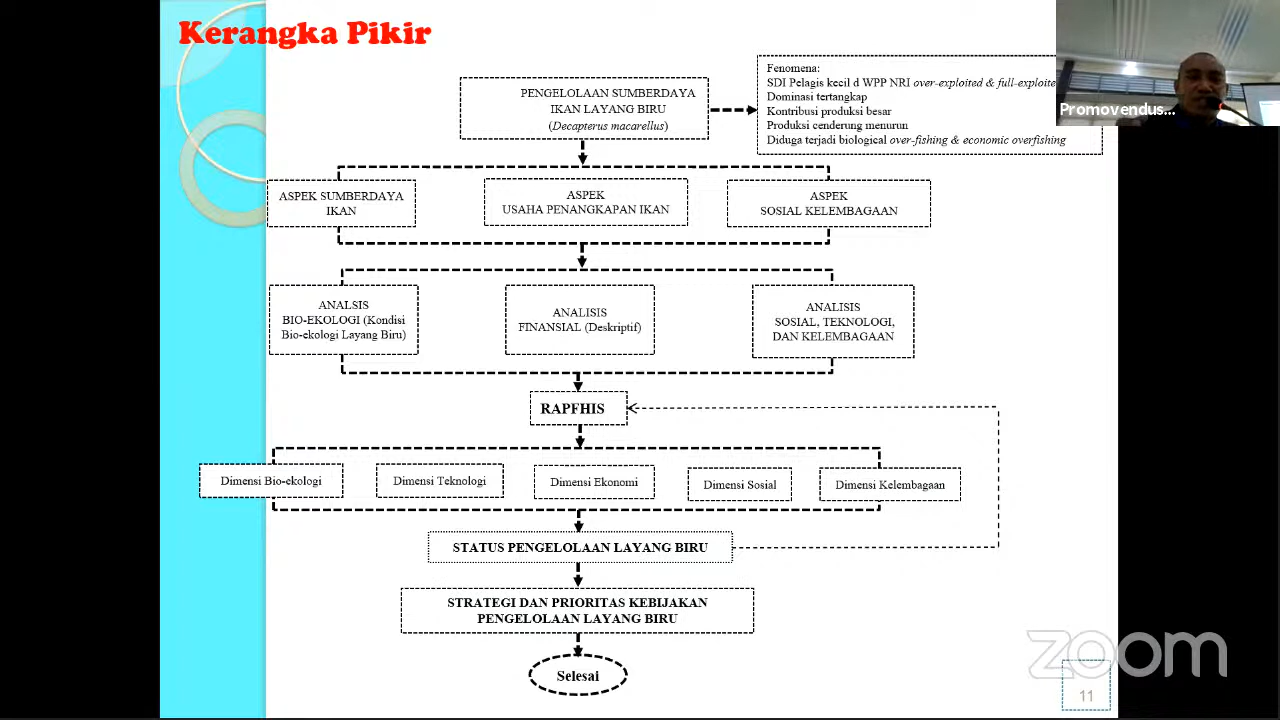 Kerangka Pikir
PENGELOLAAN SUMBERDAYA
IKAN LAYANG BIRU
(Decapterus macarellus)
Fenomena:
SDI Pelagis kecil d WPP NRI over-exploited & full-exploite
Dominasi tertangkap
Kontribusi produksi besar
Produksi cenderung menurun
Diduga terjadi biological over-fishing & economic overfishing
Promovendus...
ASPEK SUMBERDAYA
IKAN
ASPEK
USAHA PENANGKAPAN IKAN
ASPEK
SOSIAL KELEMBAGAAN
ANALSIS
BIO-EKOLOGI (Kondisi
Bio-ekologi Layang Biru)
ANALISIS
FINANSIAL (Deskriptif)
ANALISIS
SOSIAL, TEKNOLOGI,
DAN KELEMBAGAAN
RAPFHIS
Dimensi Bio-ekologi
Dimensi Teknologi
Dimensi Ekonomi
Dimensi Sosial
Dimensi Kelembagaan
STATUS PENGELOLAAN LAYANG BIRU
STRATEGI DAN PRIORITAS KEBIJAKAN
PENGELOLAAN LAYANG BIRU
Selesai
zoom
11